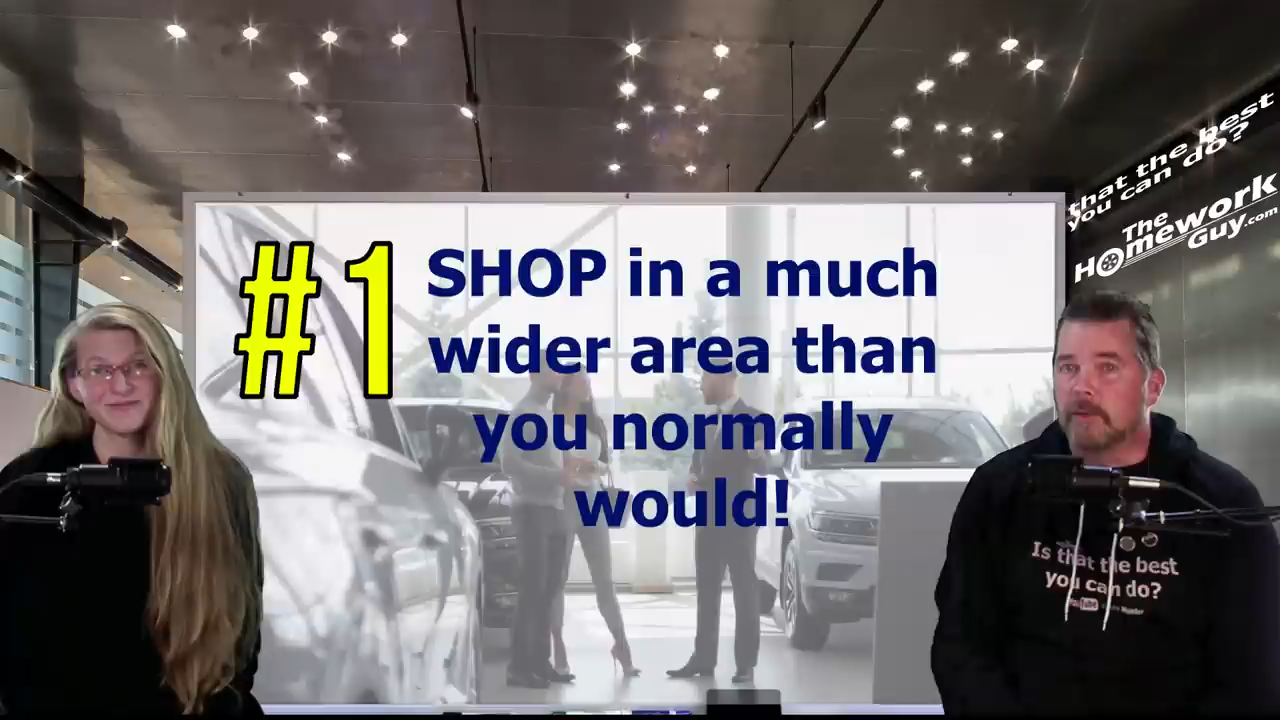 that the best
you can do?
The
Homework
Guy.com
#1
SHOP in a much
wider area than
you normally
would!
Is that the best
you can do?
YouTube